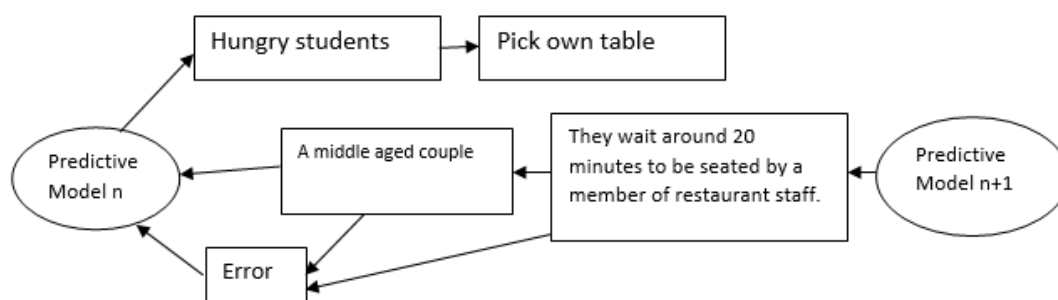 Hungry students
Pick own table
Predictive
Model n
A middle aged couple
They wait around 20
minutes to be seated by a
member of restaurant staff.
Predictive
Model n+1
Error